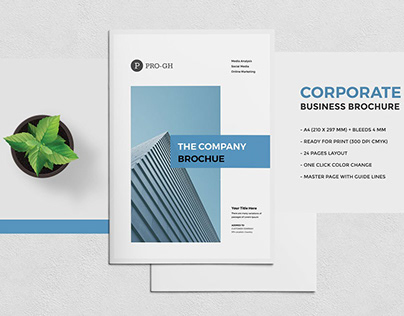 P PRO-GH
Media Analysis
Social Media
Online Marketing
THE COMPANY
BROCHUE
Your Title Here
CORPORATE
BUSINESS BROCHURE
- A4 (210 X 297 MM) + BLEEDS 4 MM
- READY FOR PRINT (300 DPI CMYK)
- 24 PAGES LAYOUT
- ONE CLICK COLOR CHANGE
- MASTER PAGE WITH GUIDE LINES